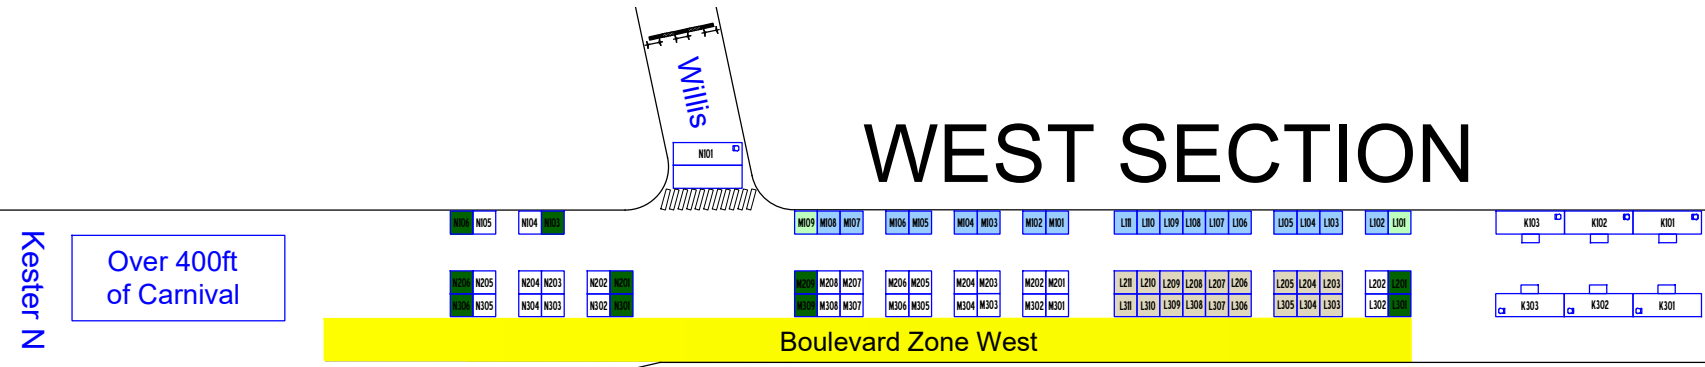 Willis
N101
WEST SECTION
N106 N105 N104 N103 M109 M108 M107 M106 M105 M104 M103 M102 M101 L111 L110 L109 L108 L107 L106 L105 L104 L103 L102 L101 K103 K102 K101
Kester N
Over 400ft
of Carnival
N206 N205 N204 N203 N202 N201 M209 M208 M207 M206 M205 M204 M203 M202 M201 L211 L210 L209 L208 L207 L206 L205 L204 L203 L202 L201
N306 N305 N304 N303 N302 N301 M309 M308 M307 M306 M305 M304 M303 M302 M301 L311 L310 L309 L308 L307 L306 L305 L304 L303 L302 L301 K303 K302 K301
Boulevard Zone West